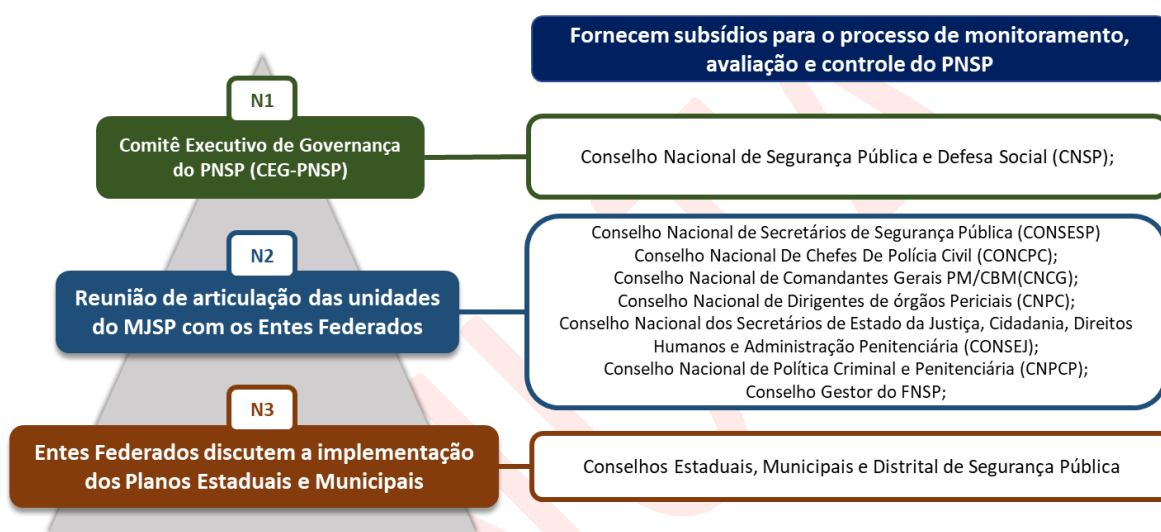 Fornecem subsídios para o processo de monitoramento,
avaliação e controle do PNSP
N1
Comitê Executivo de Governança
do PNSP (CEG-PNSP)
Conselho Nacional de Segurança Pública e Defesa Social (CNSP);
N2
Reunião de articulação das unidades
do MJSP com os Entes Federados
Conselho Nacional de Secretários de Segurança Pública (CONSESP)
Conselho Nacional De Chefes De Polícia Civil (CONCPC);
Conselho Nacional de Comandantes Gerais PM/CBM(CNCG);
Conselho Nacional de Dirigentes de órgãos Periciais (CNPC);
Conselho Nacional dos Secretários de Estado da Justiça, Cidadania, Direitos
Humanos e Administração Penitenciária (CONSEJ);
Conselho Nacional de Política Criminal e Penitenciária (CNPCP);
Conselho Gestor do FNSP;
N3
Entes Federados discutem a implementação
dos Planos Estaduais e Municipais
Conselhos Estaduais, Municipais e Distrital de Segurança Pública